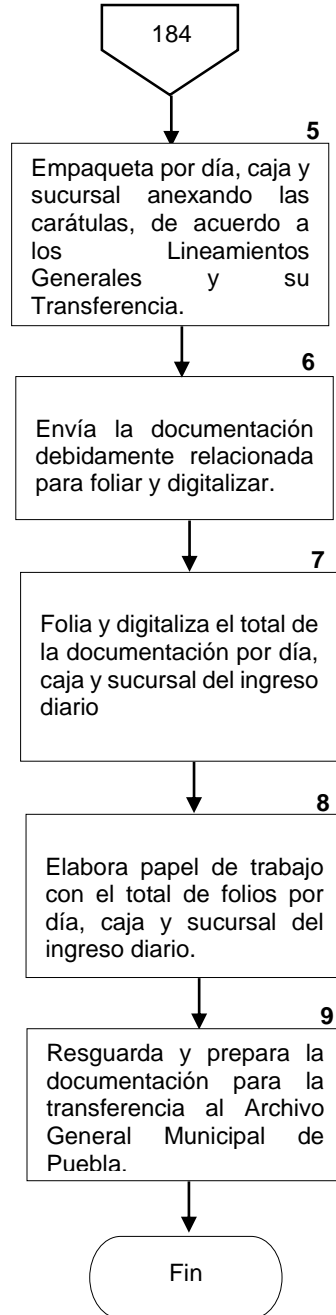 184
5
Empaqueta por día, caja y
sucursal anexando las
carátulas, de acuerdo a
los Lineamientos
Generales y su
Transferencia.
6
Envía la documentación
debidamente relacionada
para foliar y digitalizar.
7
Folia y digitaliza el total de
la documentación por día,
caja y sucursal del ingreso
diario
8
Elabora papel de trabajo
con el total de folios por
día, caja y sucursal del
ingreso diario.
9
Resguarda y prepara la
documentación para la
transferencia al Archivo
General Municipal de
Puebla.
Fin